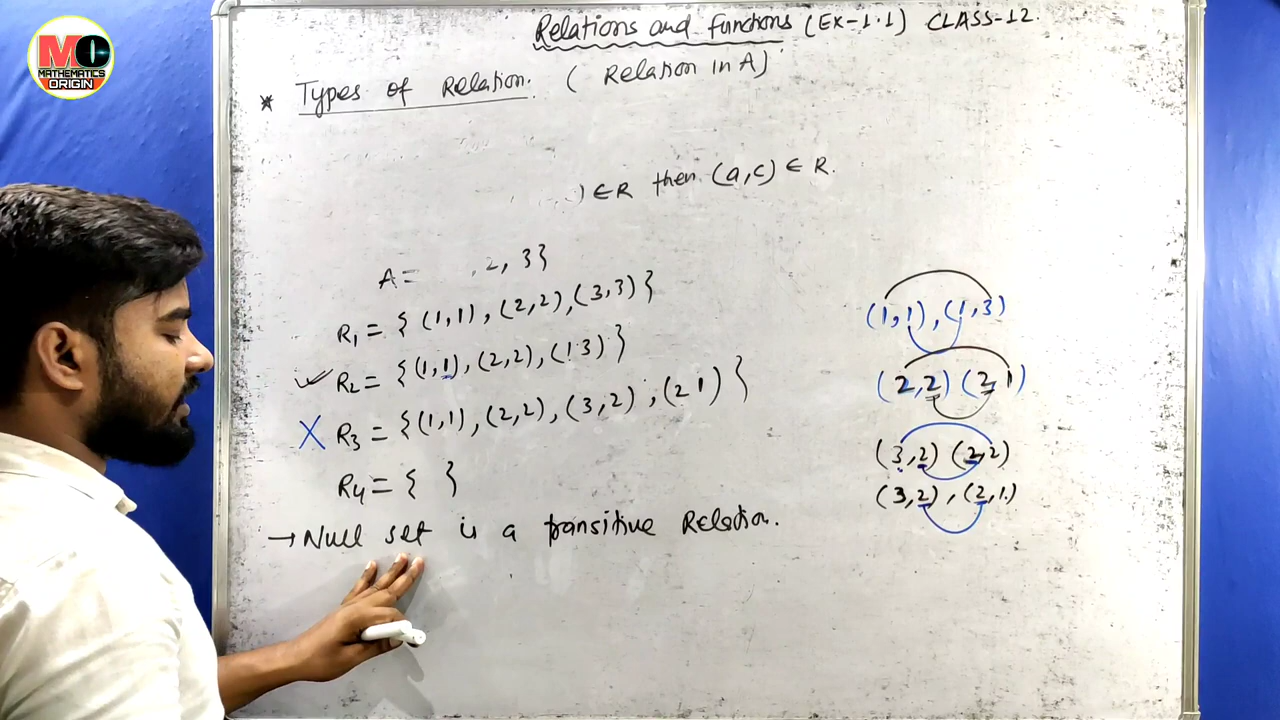 MO
MATHEMATICS
ORIGIN
Relations and functions (EX-1.1) CLASS-12.
* Types of Relation. ( Relation in A)
) ∈ R then (a,c) ∈ R.
A = 2, 3}
R1 = { (1,1), (2,2), (3,3) }
✓ R2 = {(1,1), (2,2), (1 3) }
X R3 = {(1,1), (2,2), (3,2), (2 1) }
R4 = { }
→ Null set is a transitive Relation.
(1,1), (1,3)
(2,2) (2,1)
(3,2) (2,2)
(3,2), (2,1)